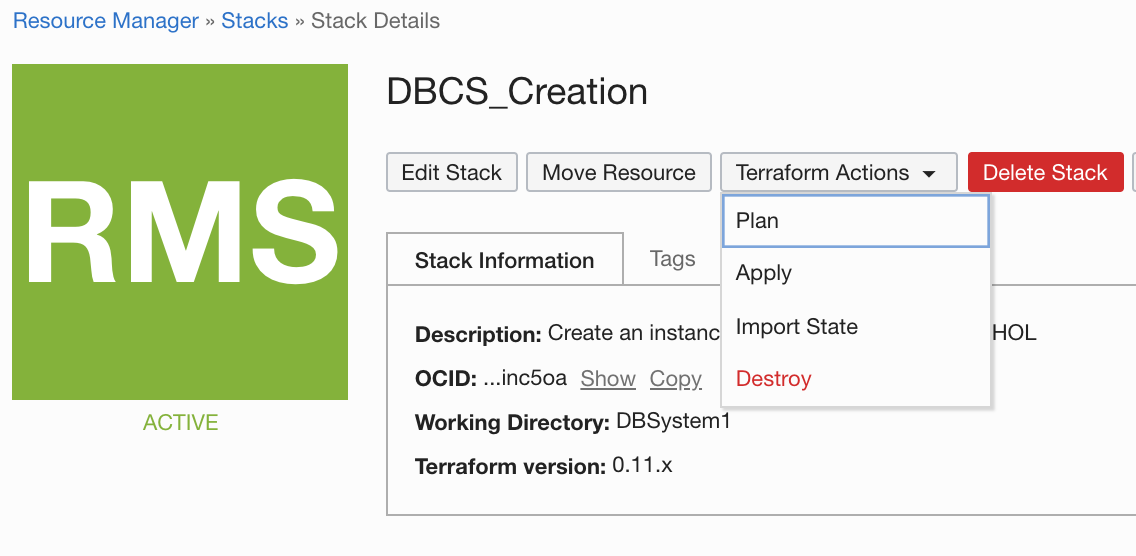 Resource Manager » Stacks » Stack Details
RMS
ACTIVE
DBCS_Creation
Edit Stack Move Resource Terraform Actions Delete Stack
Plan
Apply
Import State
Destroy
Stack Information Tags
Description: Create an HOL
OCID: ...inc5oa Show Copy
Working Directory: DBSystem1
Terraform version: 0.11.x